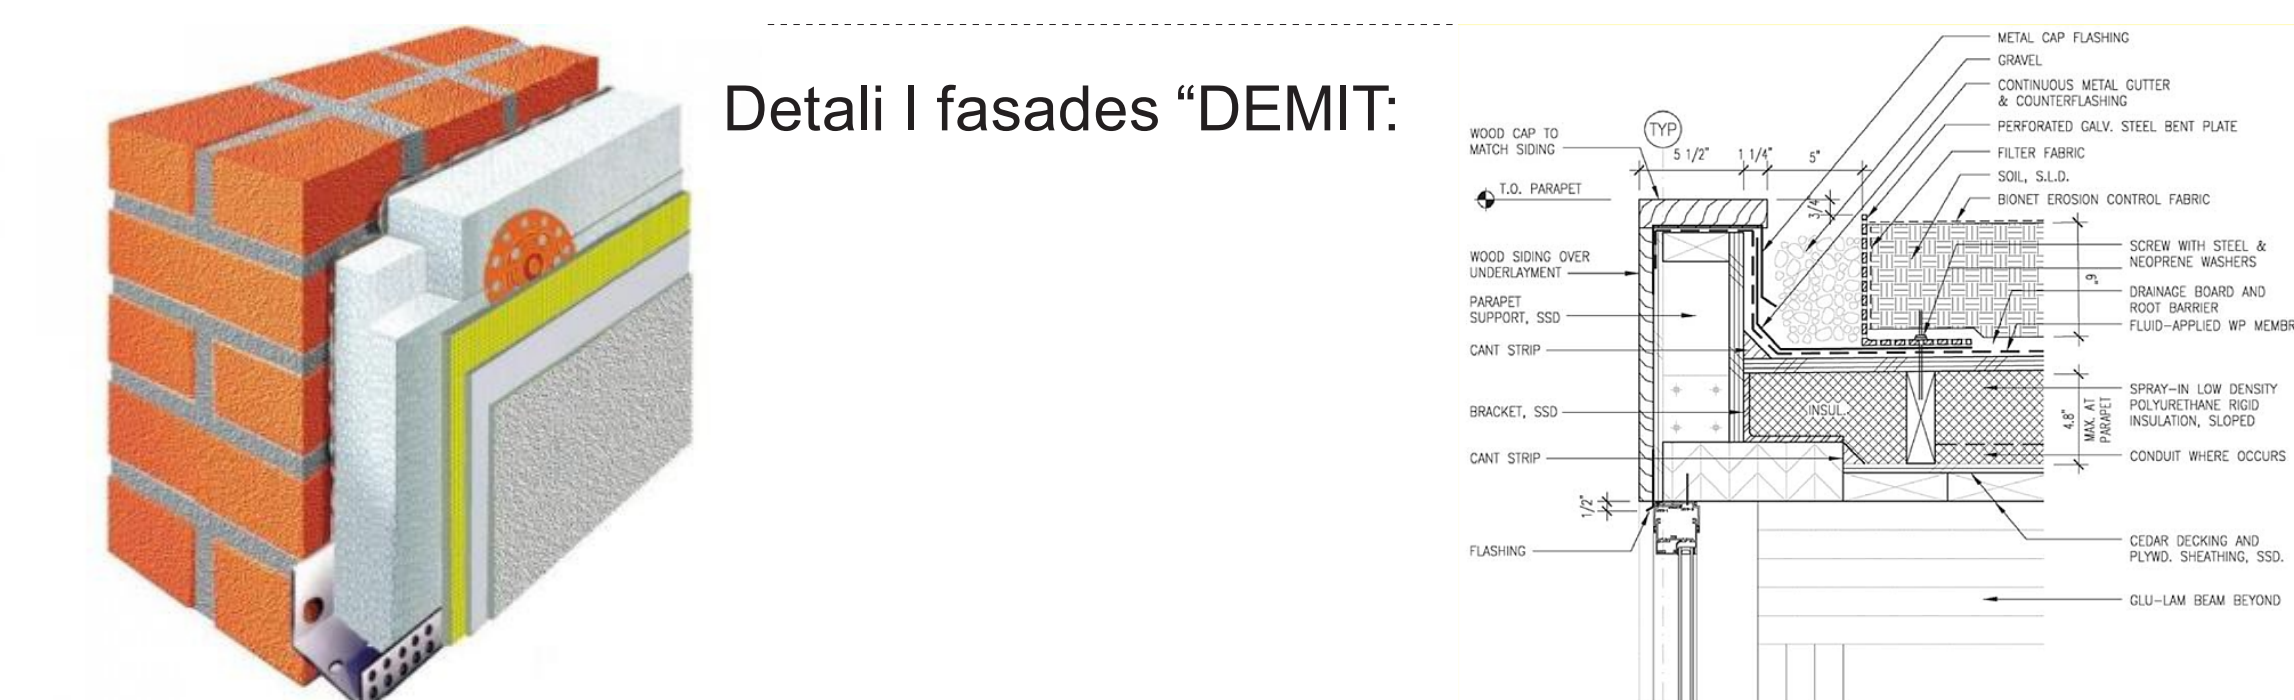 Detali I fasades “DEMIT:
METAL CAP FLASHING
GRAVEL
CONTINUOUS METAL GUTTER
& COUNTERFLASHING
PERFORATED GALV. STEEL BENT PLATE
FILTER FABRIC
SOIL, S.L.D.
BIONET EROSION CONTROL FABRIC
SCREW WITH STEEL &
NEOPRENE WASHERS
DRAINAGE BOARD AND
ROOT BARRIER
FLUID-APPLIED WP MEMBR
SPRAY-IN LOW DENSITY
POLYURETHANE RIGID
INSULATION, SLOPED
CONDUIT WHERE OCCURS
CEDAR DECKING AND
PLYWD. SHEATHING, SSD.
GLU-LAM BEAM BEYOND
WOOD CAP TO
MATCH SIDING
TYP
5 1/2" 1 1/4" 5"
T.O. PARAPET
3/4"
WOOD SIDING OVER
UNDERLAYMENT
PARAPET
SUPPORT, SSD
CANT STRIP
BRACKET, SSD
CANT STRIP
1/2"
FLASHING
INSUL.
6"
4.8"
MAX. AT
PARAPET